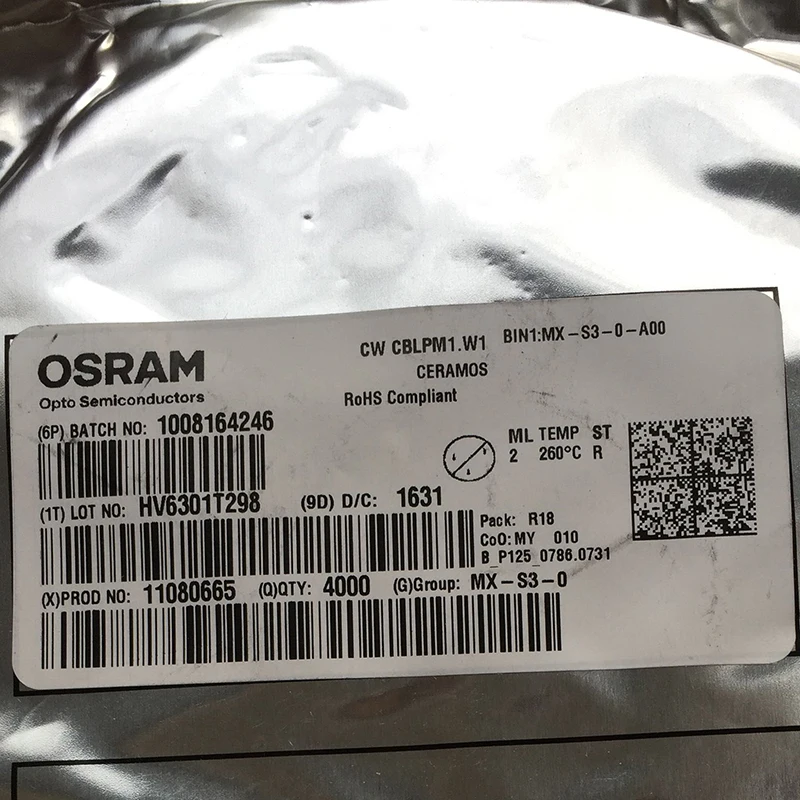 CW CBLPM1.W1 BIN1:MX-S3-0-A00
OSRAM
CERAMOS
Opto Semiconductors
RoHS Compliant
(6P) BATCH NO: 1008164246
ML TEMP ST
2 260°C R
(1T) LOT NO: HV6301T298 (9D) D/C: 1631
Pack: R18
CoO: MY 010
B_P125_0786.0731
(X)PROD NO: 11080665 (Q)QTY: 4000 (G)Group: MX-S3-0